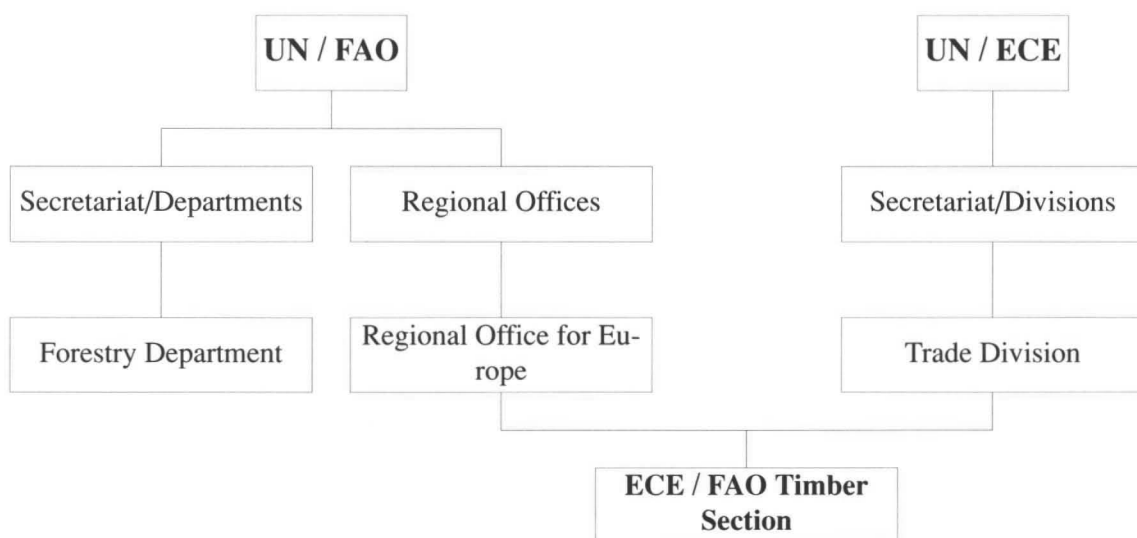 UN / FAO
UN / ECE
Secretariat/Departments
Regional Offices
Secretariat/Divisions
Forestry Department
Regional Office for Eu-
rope
Trade Division
ECE / FAO Timber
Section